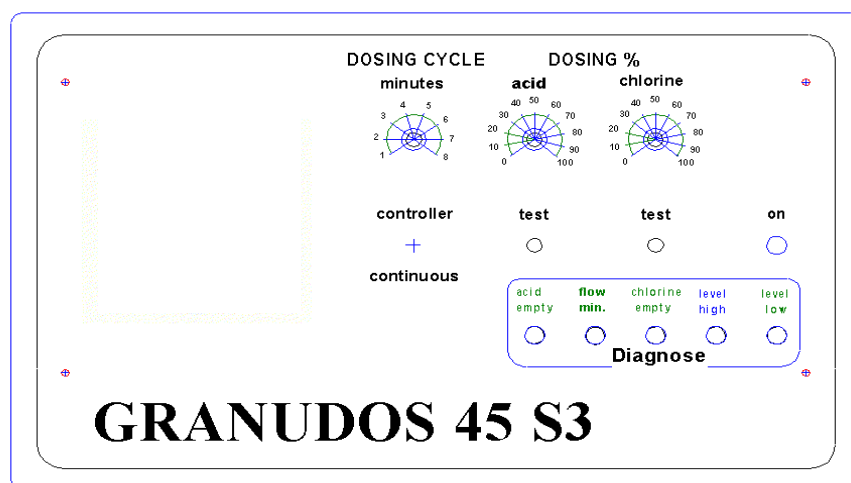 DOSING CYCLE DOSING %
minutes acid chlorine
1 2 3 4 5 6 7 8
0 10 20 30 40 50 60 70 80 90 100
0 10 20 30 40 50 60 70 80 90 100
controller test test on
continuous
acid flow chlorine level level
empty min. empty high low
Diagnose
GRANUDOS 45 S3